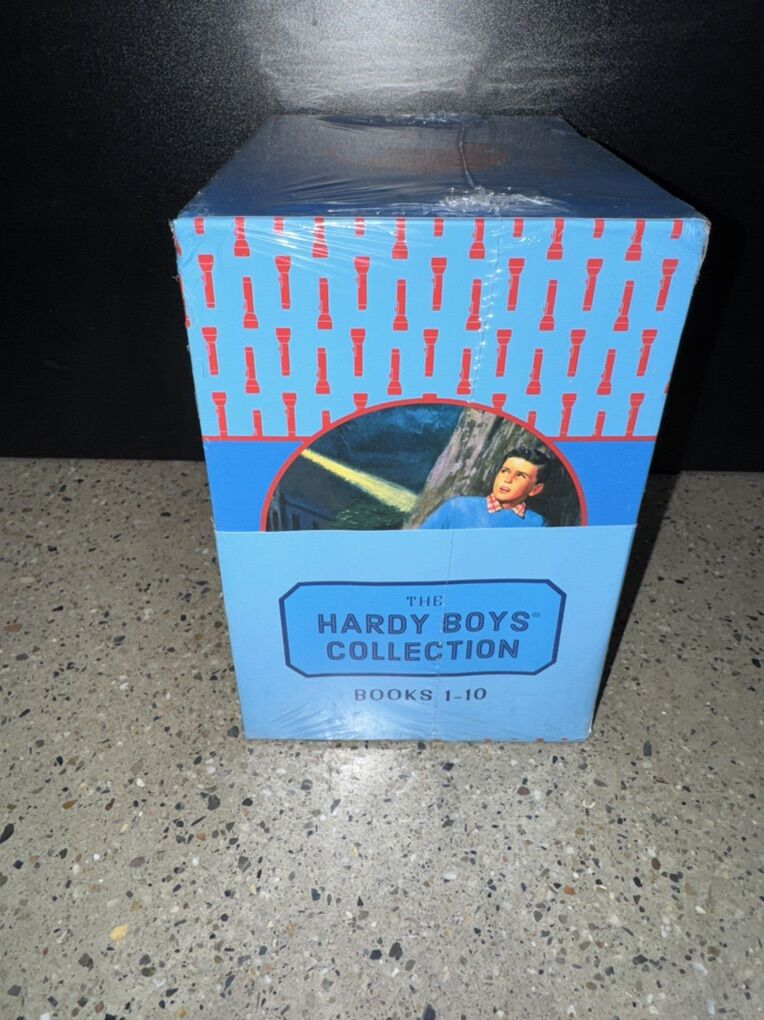 THE
HARDY BOYS®
COLLECTION
BOOKS 1-10